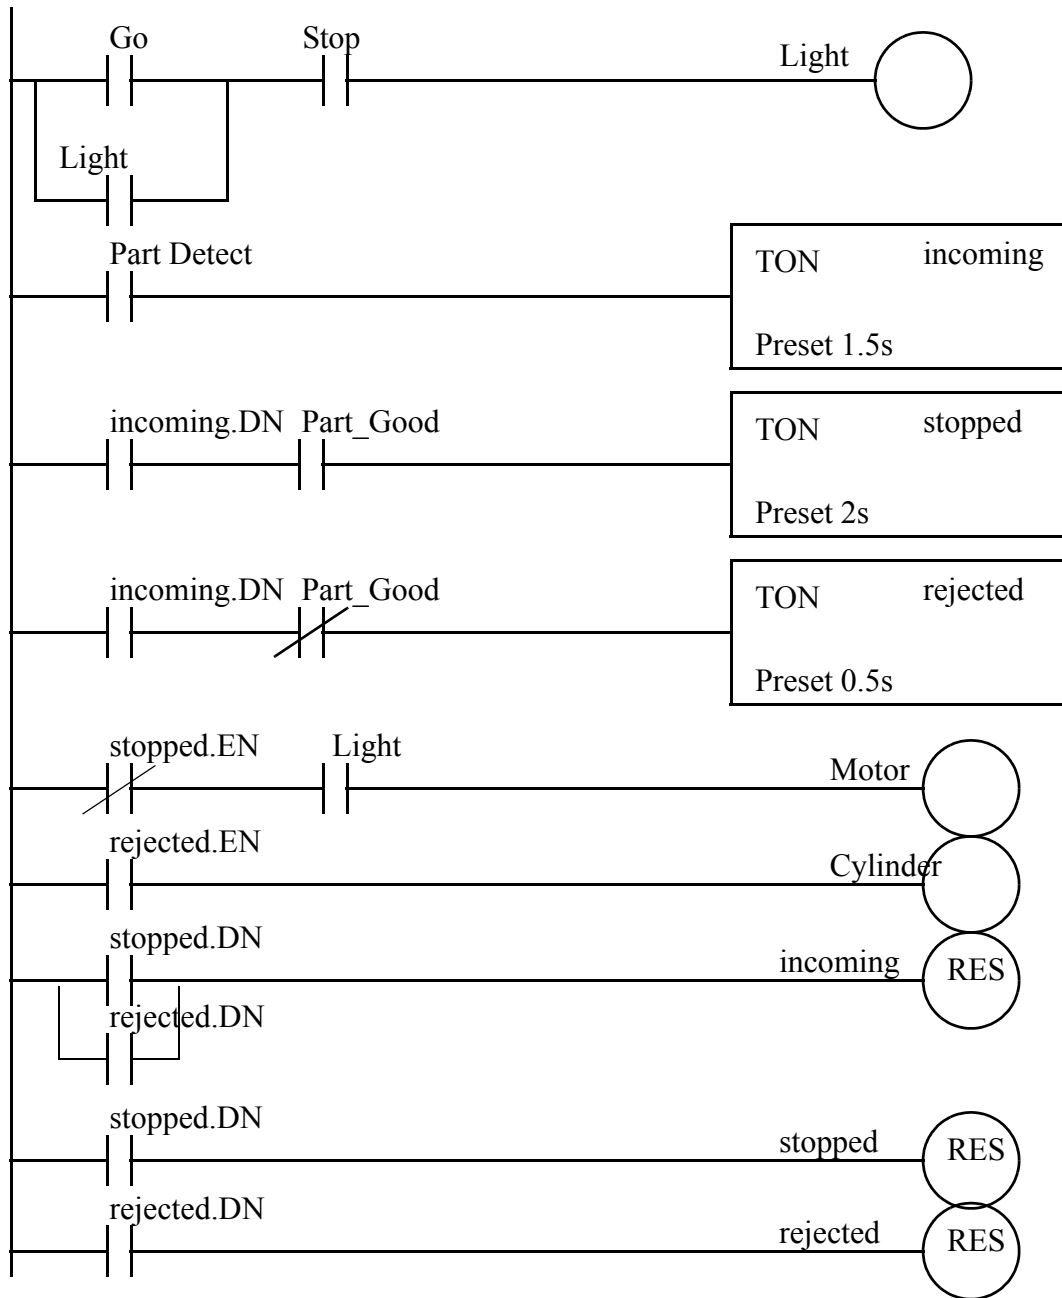 Go Stop
Light
Light
Part Detect
TON incoming
Preset 1.5s
incoming.DN Part_Good
TON stopped
Preset 2s
incoming.DN Part_Good
TON rejected
Preset 0.5s
stopped.EN Light
Motor
rejected.EN
Cylinder
stopped.DN
incoming RES
rejected.DN
stopped.DN
stopped RES
rejected.DN
rejected RES